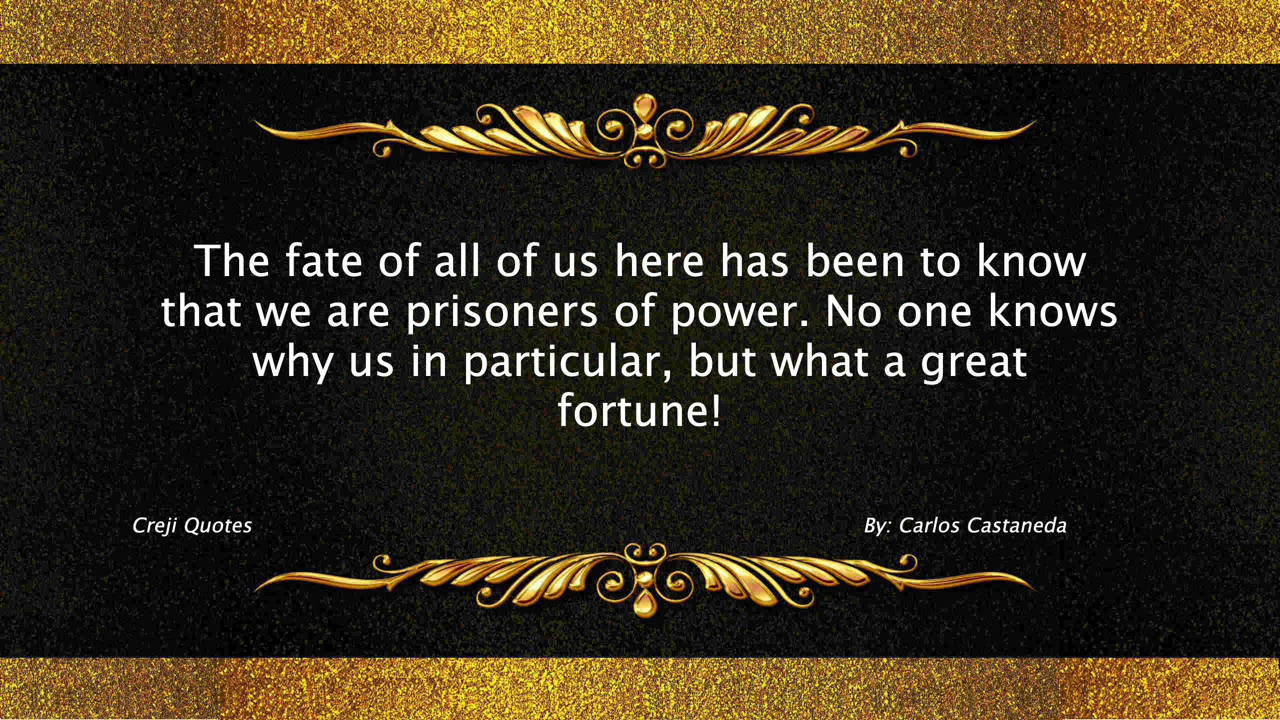 The fate of all of us here has been to know
that we are prisoners of power. No one knows
why us in particular, but what a great
fortune!
Creji Quotes
By: Carlos Castaneda